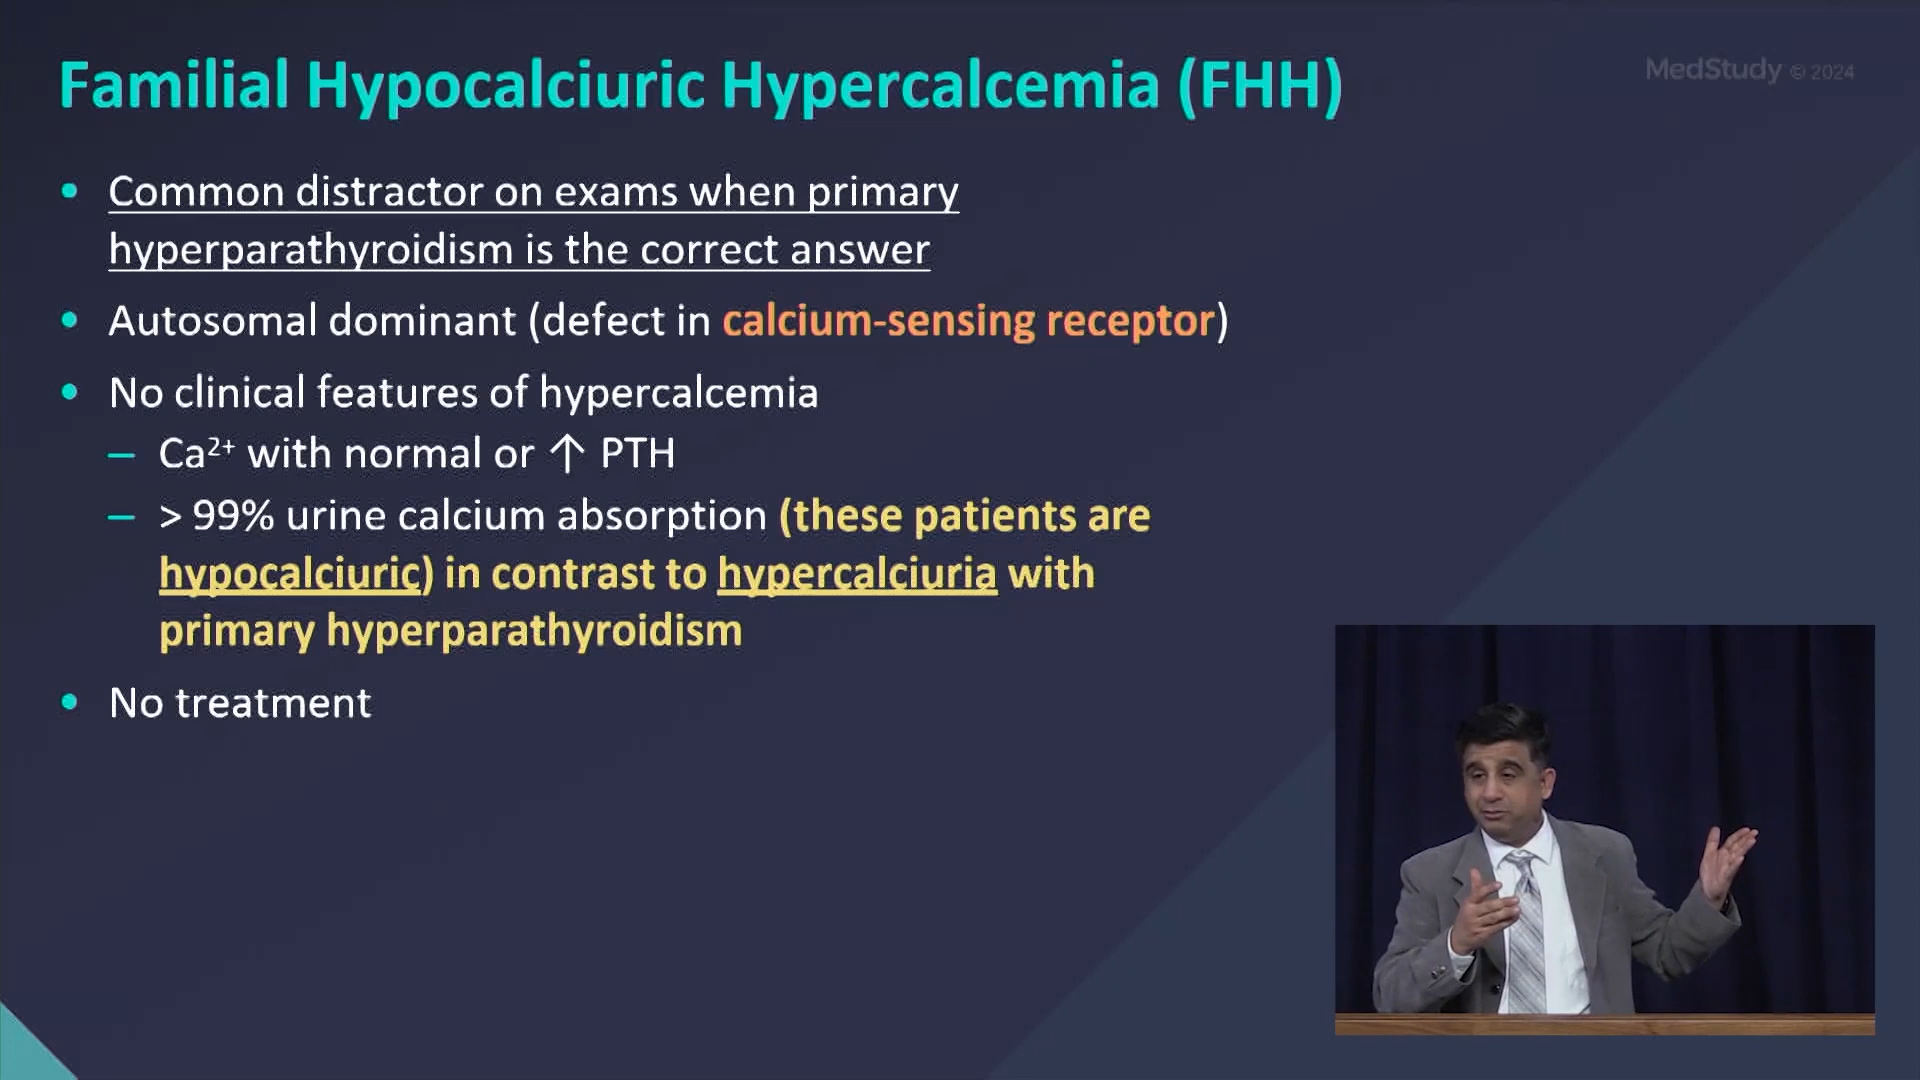 Familial Hypocalciuric Hypercalcemia (FHH)
MedStudy © 2024
• Common distractor on exams when primary
hyperparathyroidism is the correct answer
• Autosomal dominant (defect in calcium-sensing receptor)
• No clinical features of hypercalcemia
– Ca²⁺ with normal or ↑ PTH
– > 99% urine calcium absorption (these patients are
hypocalciuric) in contrast to hypercalciuria with
primary hyperparathyroidism
• No treatment